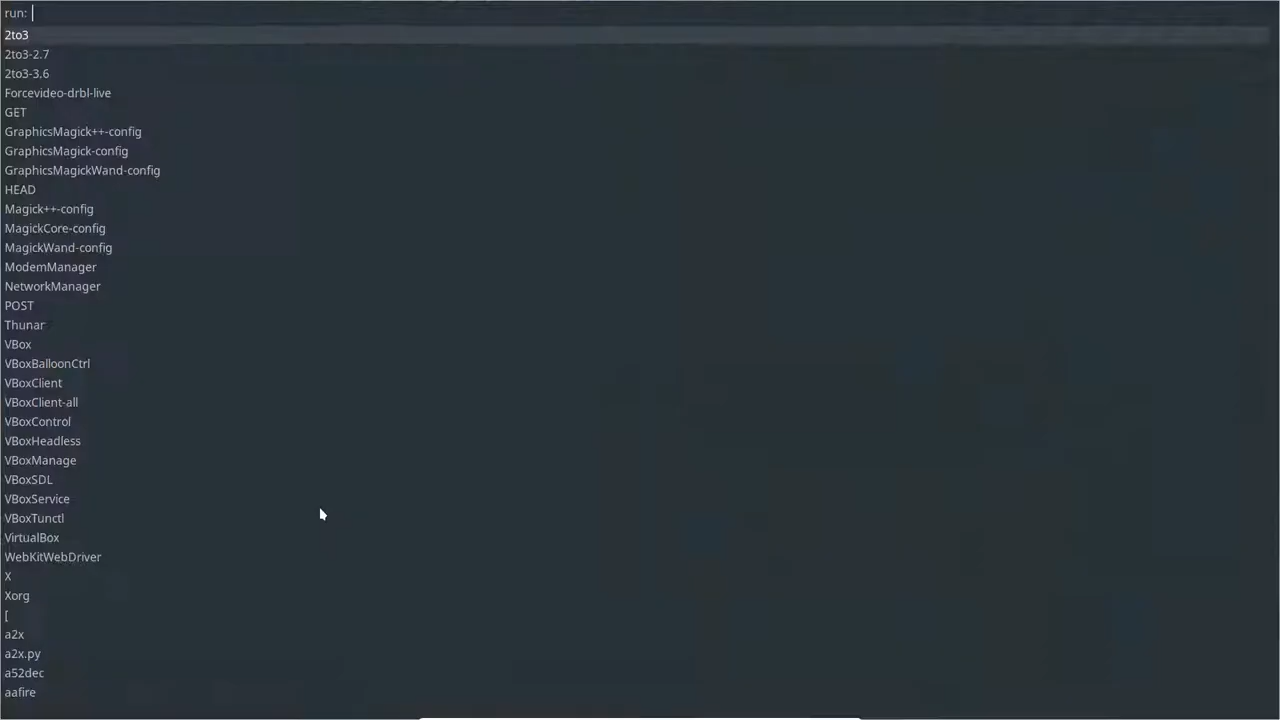 run:
2to3
2to3-2.7
2to3-3.6
Forcevideo-drbl-live
GET
GraphicsMagick++-config
GraphicsMagick-config
GraphicsMagickWand-config
HEAD
Magick++-config
MagickCore-config
MagickWand-config
ModemManager
NetworkManager
POST
Thunar
VBox
VBoxBalloonCtrl
VBoxClient
VBoxClient-all
VBoxControl
VBoxHeadless
VBoxManage
VBoxSDL
VBoxService
VBoxTunctl
VirtualBox
WebKitWebDriver
X
Xorg
[
a2x
a2x.py
a52dec
aafire